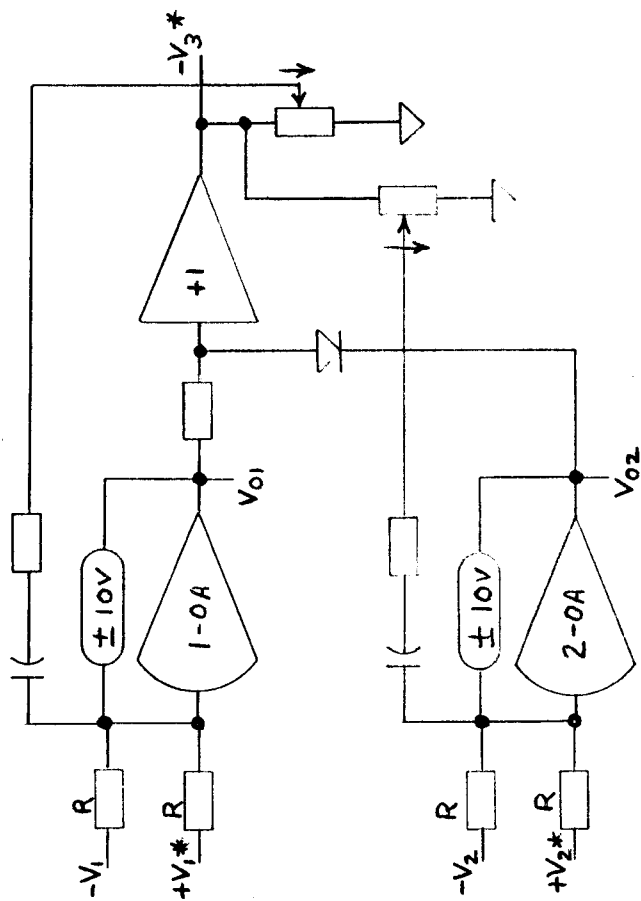 -V3*
+1
± 10V
1-OA
V01
R
-V1
R
+V1*
± 10V
2-OA
V02
R
-V2
R
+V2*